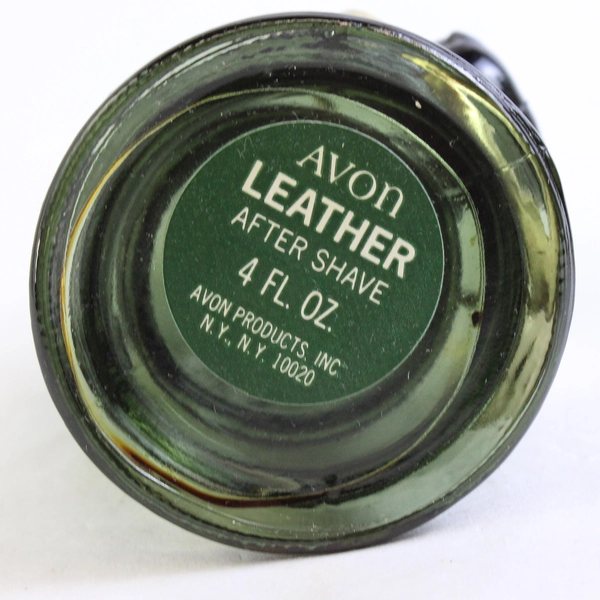 AVON
LEATHER
AFTER SHAVE
4 FL. OZ.
AVON PRODUCTS, INC.
N.Y., N.Y. 10020